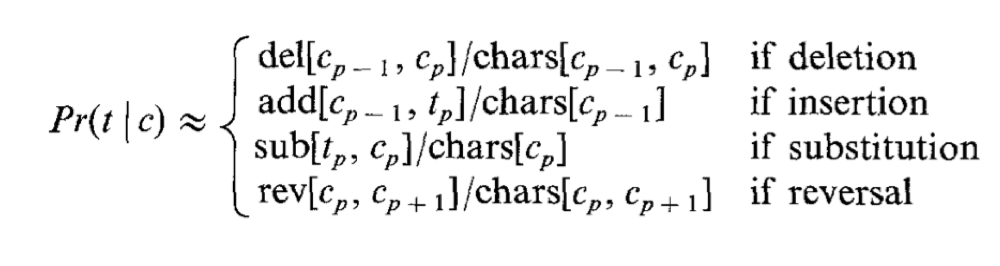 del[c_{p-1}, c_p]/chars[c_{p-1}, c_p] if deletion
add[c_{p-1}, t_p]/chars[c_{p-1}] if insertion
Pr(t | c) ≈ {
sub[t_p, c_p]/chars[c_p] if substitution
rev[c_p, c_{p+1}]/chars[c_p, c_{p+1}] if reversal